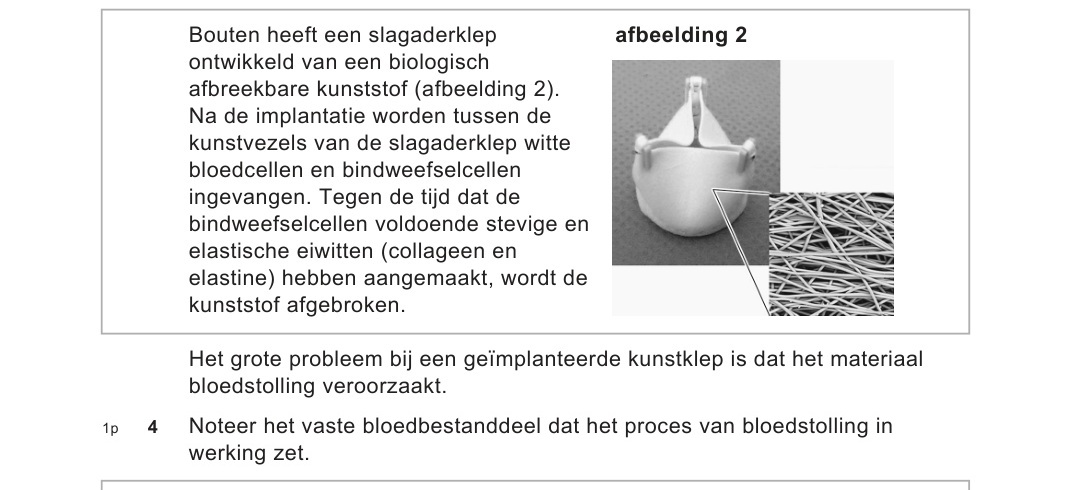 Bouten heeft een slagaderklep
ontwikkeld van een biologisch
afbreekbare kunststof (afbeelding 2).
Na de implantatie worden tussen de
kunstvezels van de slagaderklep witte
bloedcellen en bindweefselcellen
ingevangen. Tegen de tijd dat de
bindweefselcellen voldoende stevige en
elastische eiwitten (collageen en
elastine) hebben aangemaakt, wordt de
kunststof afgebroken.
afbeelding 2
Het grote probleem bij een geïmplanteerde kunstklep is dat het materiaal
bloedstolling veroorzaakt.
1p 4 Noteer het vaste bloedbestanddeel dat het proces van bloedstolling in
werking zet.